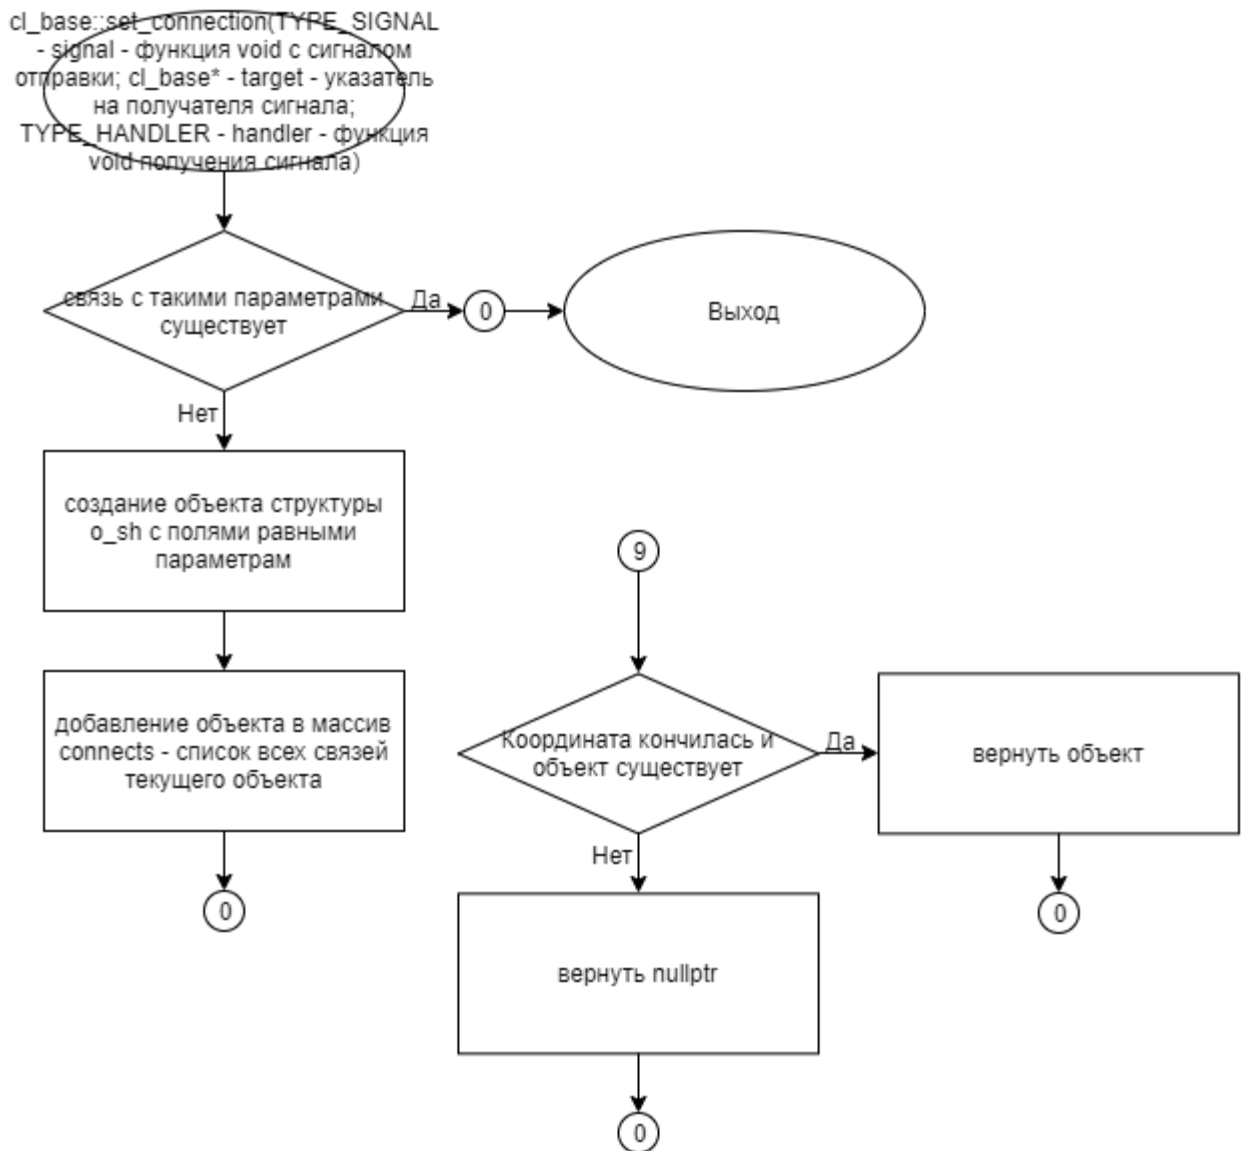 cl_base::set_connection(TYPE_SIGNAL
- signal - функция void с сигналом
отправки; cl_base* - target - указатель
на получателя сигнала;
TYPE_HANDLER - handler - функция
void получения сигнала)
связь с такими параметрами
существует
Да
0
Выход
Нет
создание объекта структуры
o_sh с полями равными
параметрам
добавление объекта в массив
connects - список всех связей
текущего объекта
0
9
Координата кончилась и
объект существует
Да
вернуть объект
0
Нет
вернуть nullptr
0